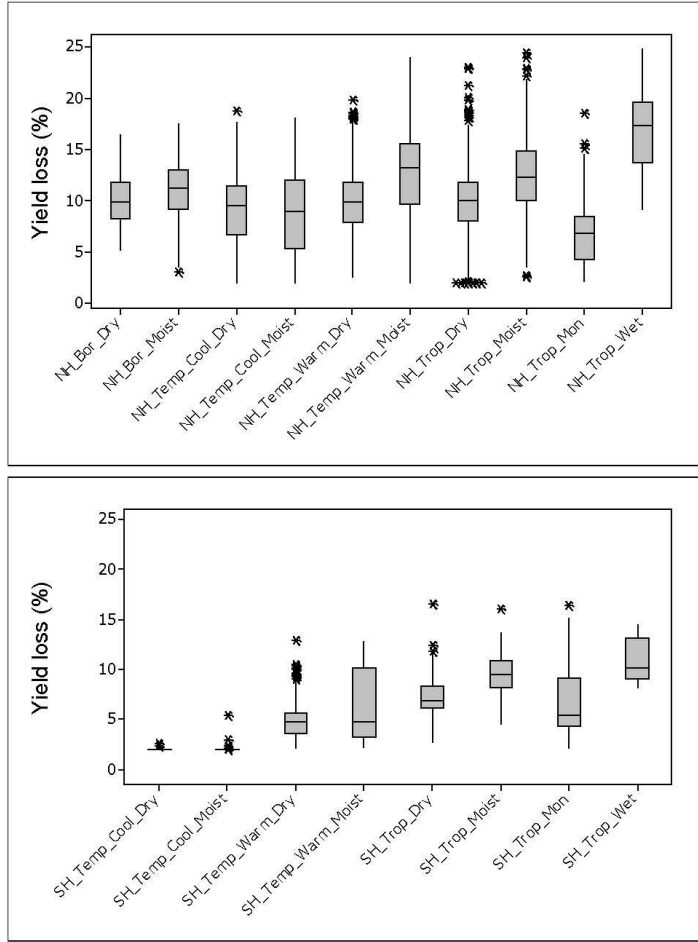 Yield loss (%)
25
20
15
10
5
0
NH_Bor_Dry
NH_Bor_Moist
NH_Temp_Cool_Dry
NH_Temp_Cool_Moist
NH_Temp_Warm_Dry
NH_Temp_Warm_Moist
NH_Trop_Dry
NH_Trop_Moist
NH_Trop_Mon
NH_Trop_Wet
Yield loss (%)
25
20
15
10
5
0
SH_Temp_Cool_Dry
SH_Temp_Cool_Moist
SH_Temp_Warm_Dry
SH_Temp_Warm_Moist
SH_Trop_Dry
SH_Trop_Moist
SH_Trop_Mon
SH_Trop_Wet